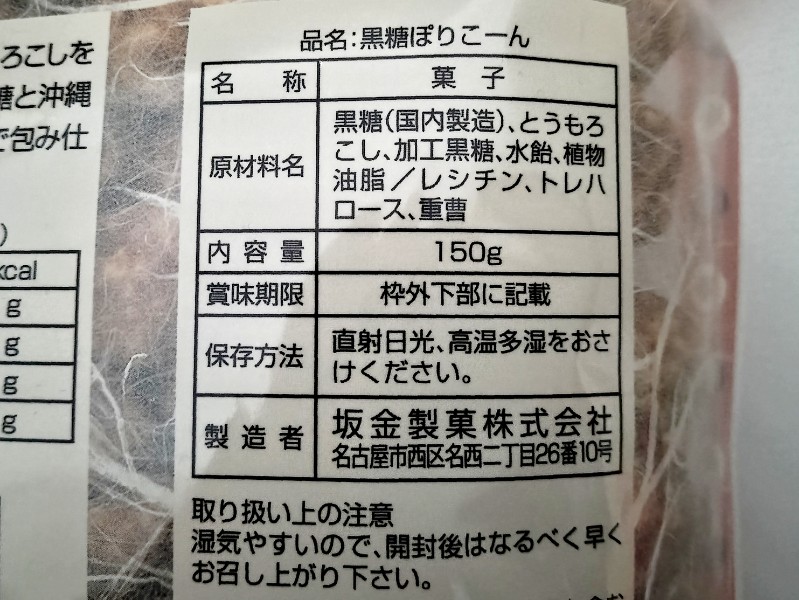 ろこしを
糖と沖縄
で包み仕
)
kcal
g
g
g
g
品名:黒糖ぽりこーん
名 称 菓 子
原材料名 黒糖(国内製造)、とうもろ
こし、加工黒糖、水飴、植物
油脂/レシチン、トレハ
ロース、重曹
内容量 150g
賞味期限 枠外下部に記載
保存方法 直射日光、高温多湿をおさ
けください。
製造者 坂金製菓株式会社
名古屋市西区名西二丁目26番10号
取り扱い上の注意
湿気やすいので、開封後はなるべく早く
お召し上がり下さい。